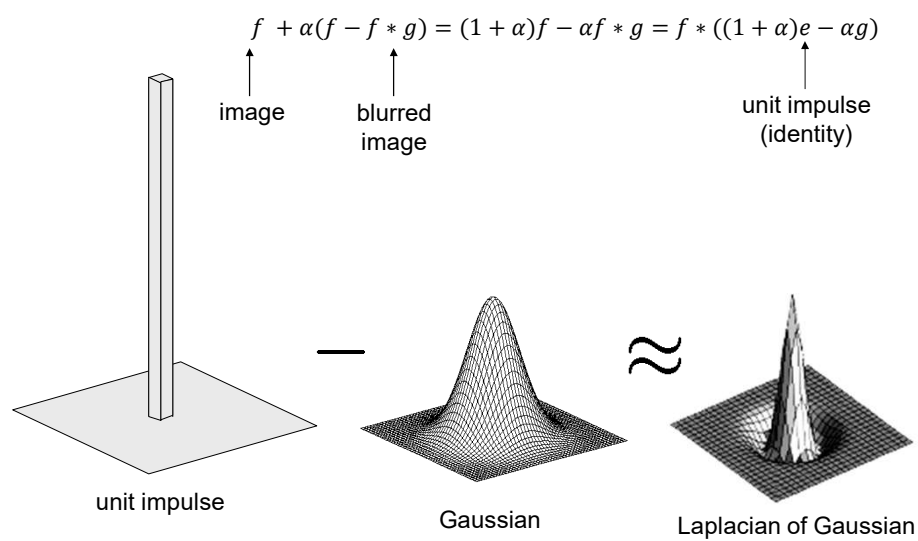 f + α(f − f ∗ g) = (1 + α)f − αf ∗ g = f ∗ ((1 + α)e − αg)
image
blurred
image
unit impulse
(identity)
−
≈
unit impulse
Gaussian
Laplacian of Gaussian